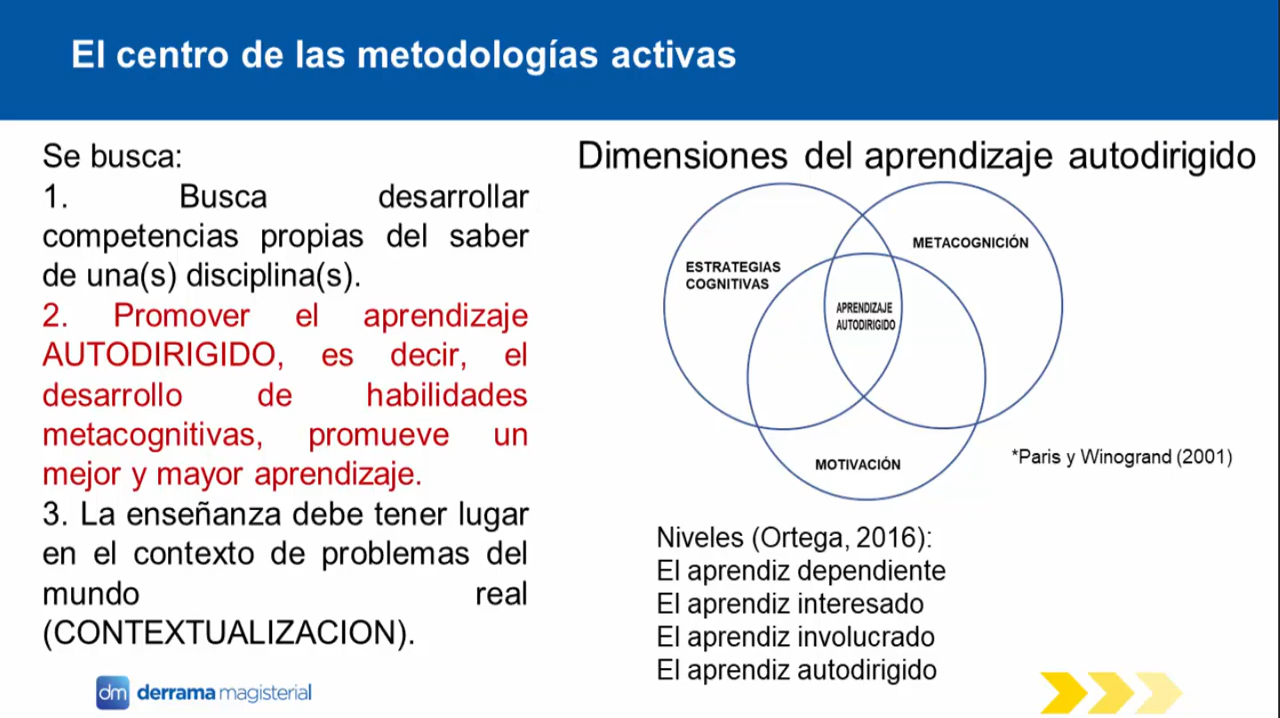 El centro de las metodologías activas
Se busca:
1. Busca desarrollar
competencias propias del saber
de una(s) disciplina(s).
2. Promover el aprendizaje
AUTODIRIGIDO, es decir, el
desarrollo de habilidades
metacognitivas, promueve un
mejor y mayor aprendizaje.
3. La enseñanza debe tener lugar
en el contexto de problemas del
mundo real
(CONTEXTUALIZACION).
Dimensiones del aprendizaje autodirigido
METACOGNICIÓN
ESTRATEGIAS
COGNITIVAS
APRENDIZAJE
AUTODIRIGIDO
MOTIVACIÓN
*Paris y Winogrand (2001)
Niveles (Ortega, 2016):
El aprendiz dependiente
El aprendiz interesado
El aprendiz involucrado
El aprendiz autodirigido
dm derrama magisterial